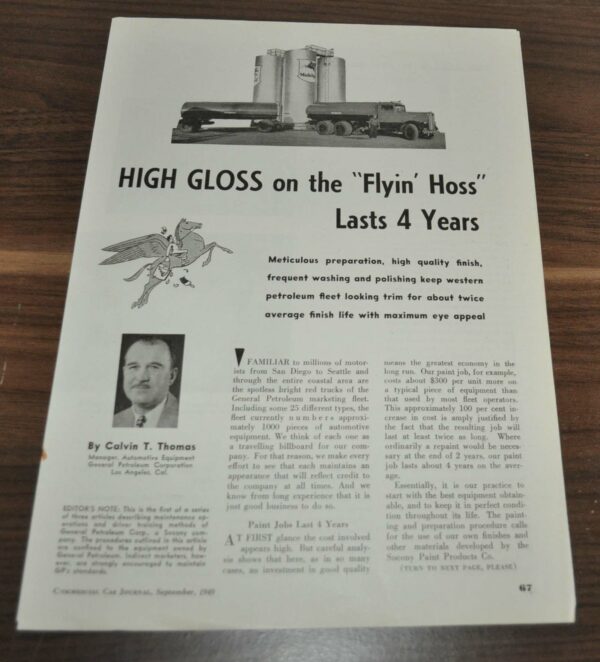 HIGH GLOSS on the "Flyin' Hoss"
Lasts 4 Years
Meticulous preparation, high quality finish,
frequent washing and polishing keep western
petroleum fleet looking trim for about twice
average finish life with maximum eye appeal
By Calvin T. Thomas
Manager, Automotive Equipment
General Petroleum Corporation
Los Angeles, Cal.
EDITOR'S NOTE: This is the first of a series
of three articles describing maintenance op-
erations and driver training methods of
General Petroleum Corp., a Socony com-
pany. The procedures outlined in this article
are confined to the equipment owned by
General Petroleum. Indirect marketers, how-
ever, are strongly encouraged to maintain
GP's standards.
FAMILIAR to millions of motor-
ists from San Diego to Seattle and
through the entire coastal area are
the spotless bright red trucks of the
General Petroleum marketing fleet.
Including some 25 different types, the
fleet currently numbers approxi-
mately 1000 pieces of automotive
equipment. We think of each one as
a travelling billboard for our com-
pany. For that reason, we make every
effort to see that each maintains an
appearance that will reflect credit to
the company at all times. And we
know from long experience that it is
just good business to do so.
Paint Jobs Last 4 Years
AT FIRST glance the cost involved
appears high. But careful analy-
sis shows that here, as in so many
cases, an investment in good quality
means the greatest economy in the
long run. Our paint job, for example,
costs about $300 per unit more on
a typical piece of equipment than
that used by most fleet operators.
This approximately 100 per cent in-
crease in cost is amply justified by
the fact that the resulting job will
last at least twice as long. Where
ordinarily a repaint would be neces-
sary at the end of 2 years, our paint
job lasts about 4 years on the aver-
age.
Essentially, it is our practice to
start with the best equipment obtain-
able, and to keep it in perfect condi-
tion throughout its life. The paint-
ing and preparation procedure calls
for the use of our own finishes and
other materials developed by the
Socony Paint Products Co.
(TURN TO NEXT PAGE, PLEASE)
COMMERCIAL CAR JOURNAL, September, 1949
67